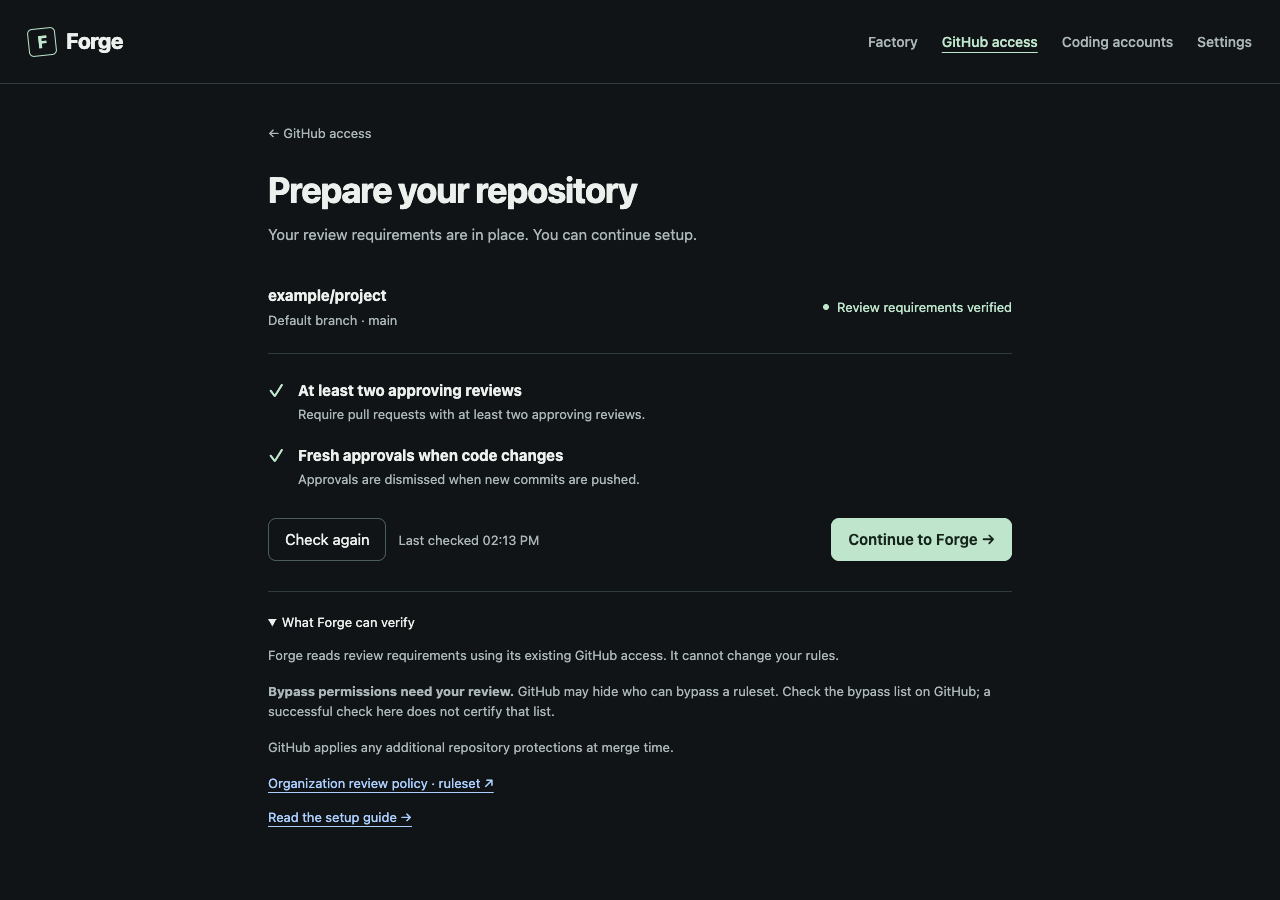 F Forge
Factory GitHub access Coding accounts Settings
← GitHub access
Prepare your repository
Your review requirements are in place. You can continue setup.
example/project
Default branch · main
Review requirements verified
At least two approving reviews
Require pull requests with at least two approving reviews.
Fresh approvals when code changes
Approvals are dismissed when new commits are pushed.
Check again Last checked 02:13 PM Continue to Forge →
▼ What Forge can verify
Forge reads review requirements using its existing GitHub access. It cannot change your rules.
Bypass permissions need your review. GitHub may hide who can bypass a ruleset. Check the bypass list on GitHub; a
successful check here does not certify that list.
GitHub applies any additional repository protections at merge time.
Organization review policy · ruleset ↗
Read the setup guide →